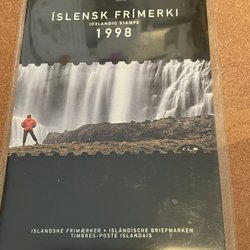 ÍSLENSK FRÍMERKI
ICELANDIC STAMPS
1998
ISLANDSKE FRIMÆRKER • ISLÄNDISCHE BRIEFMARKEN
TIMBRES-POSTE ISLANDAIS